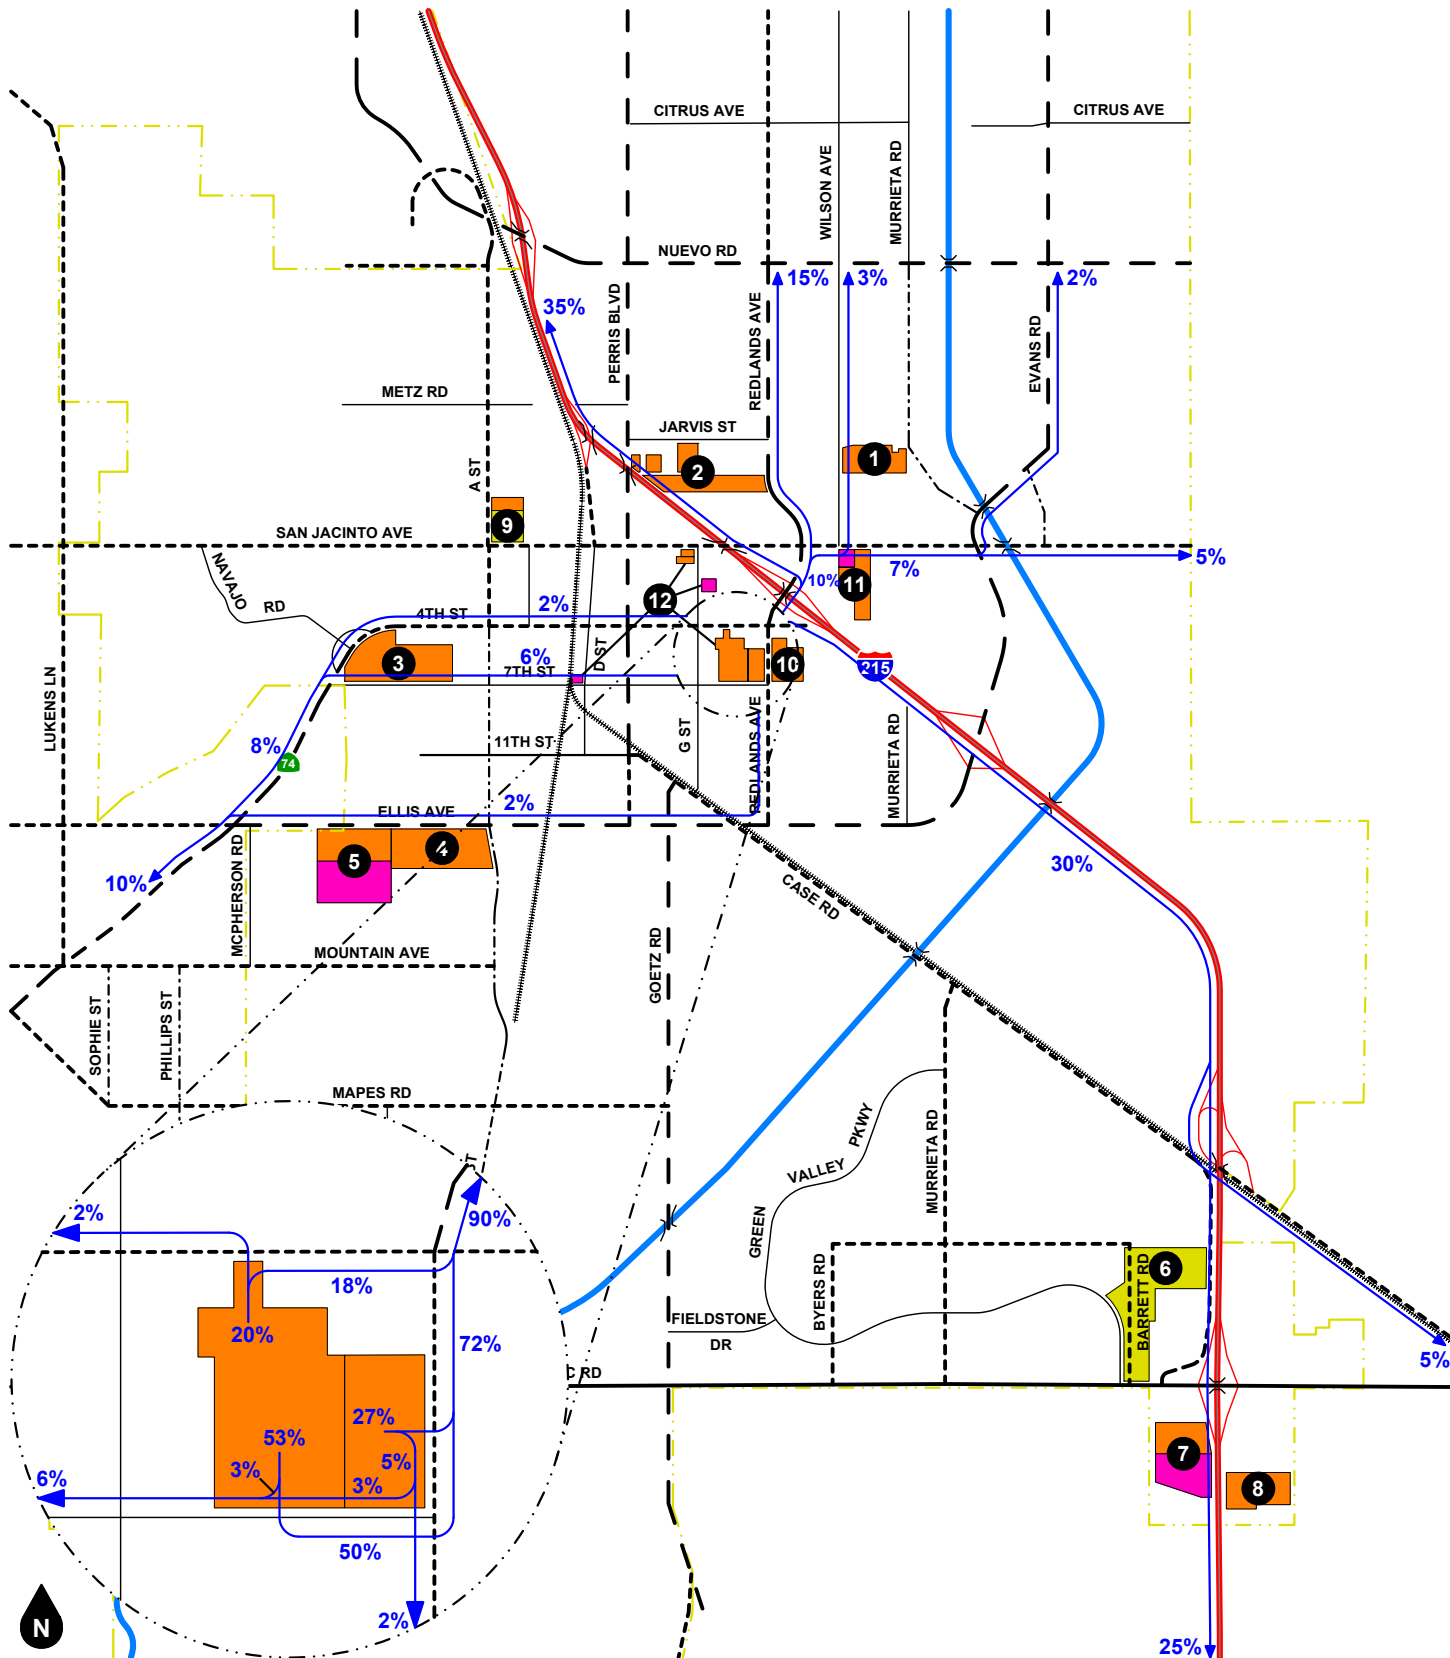 CITRUS AVE
CITRUS AVE
WILSON AVE
MURRIETA RD
NUEVO RD
15%
3%
2%
35%
PERRIS BLVD
REDLANDS AVE
EVANS RD
METZ RD
JARVIS ST
A ST
1
2
9
SAN JACINTO AVE
5%
7%
10%
11
NAVAJO
RD
12
2%
4TH ST
6%
D ST
3
7TH ST
10
215
LUKENS LN
11TH ST
G ST
REDLANDS AVE
MURRIETA RD
8%
74
2%
ELLIS AVE
5
4
30%
10%
MCPHERSON RD
CASE RD
MOUNTAIN AVE
GOETZ RD
SOPHIE ST
PHILLIPS ST
MAPES RD
PKWY
VALLEY
GREEN
MURRIETA RD
ST
2%
90%
BYERS RD
BARRETT RD
6
18%
20%
72%
FIELDSTONE
DR
5%
C RD
27%
53%
5%
3%
3%
6%
7
8
50%
N
2%
25%